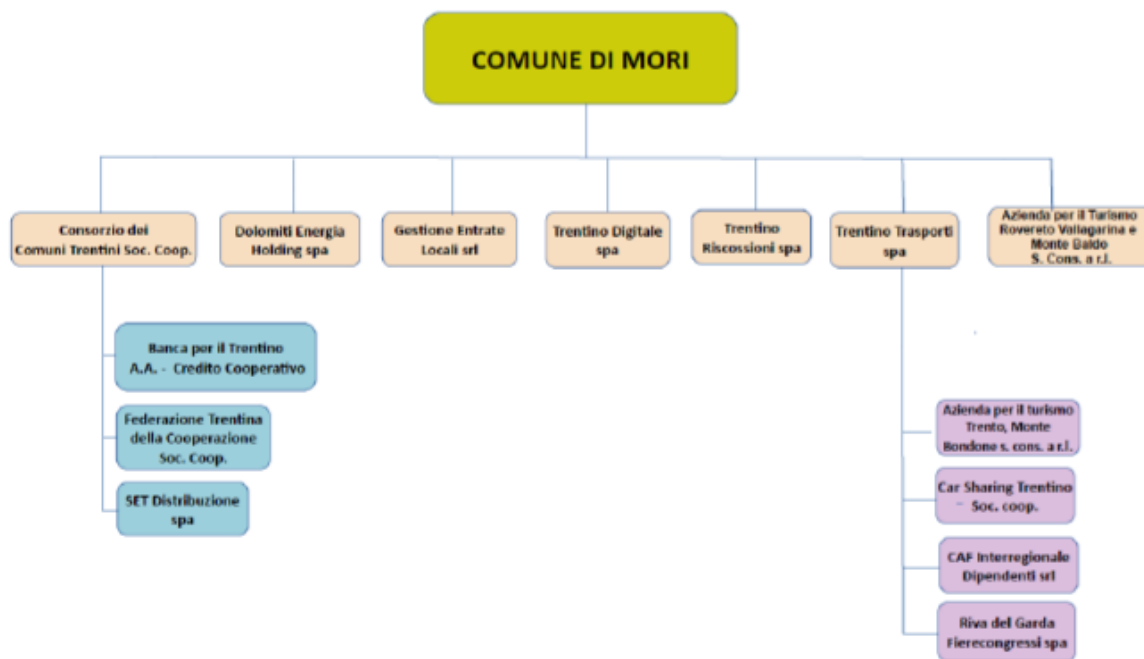 COMUNE DI MORI
Consorzio dei
Comuni Trentini Soc. Coop.
Dolomiti Energia
Holding spa
Gestione Entrate
Locali srl
Trentino Digitale
spa
Trentino
Riscossioni spa
Trentino Trasporti
spa
Azienda per il Turismo
Rovereto Vallagarina e
Monte Baldo
S. Cons. a r.l.
Banca per il Trentino
A.A. - Credito Cooperativo
Federazione Trentina
della Cooperazione
Soc. Coop.
SET Distribuzione
spa
Azienda per il turismo
Trento, Monte
Bondone s. cons. a r.l.
Car Sharing Trentino
- Soc. coop.
CAF Interregionale
Dipendenti srl
Riva del Garda
Fierecongressi spa